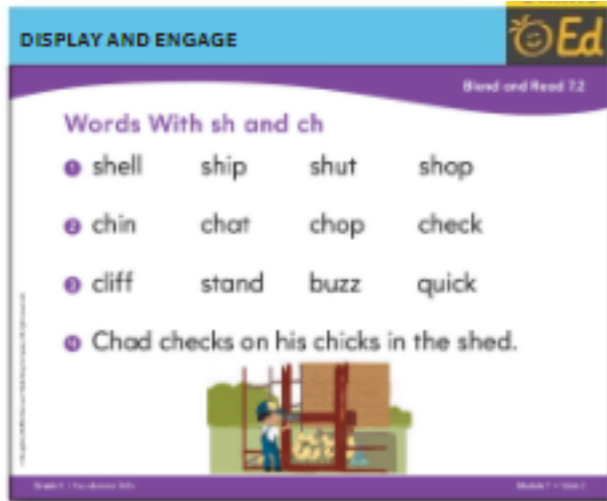 DISPLAY AND ENGAGE
Ed
Blend and Read 7.2
Words With sh and ch
1 shell ship shut shop
2 chin chat chop check
3 cliff stand buzz quick
4 Chad checks on his chicks in the shed.